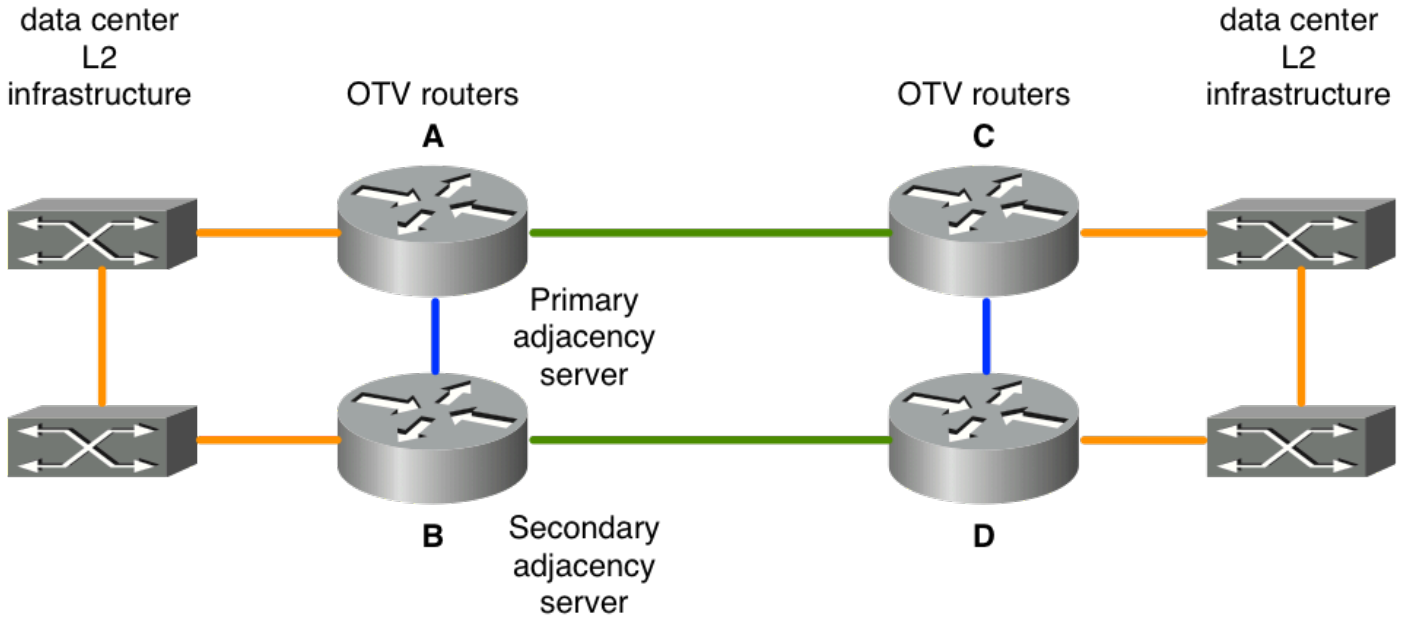 data center
L2
infrastructure
OTV routers
A
OTV routers
C
data center
L2
infrastructure
Primary
adjacency
server
B
Secondary
adjacency
server
D